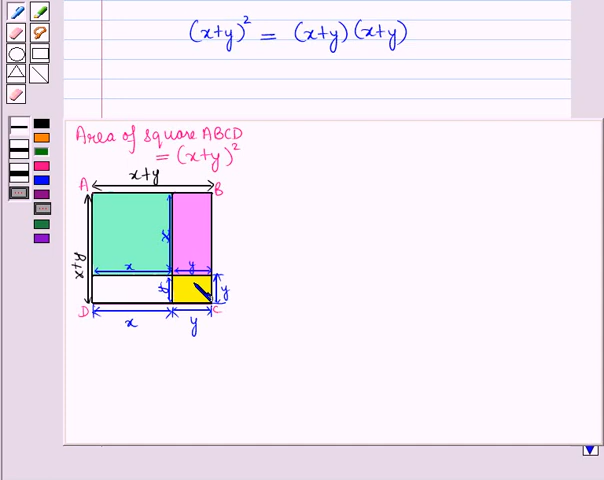 (x+y)² = (x+y)(x+y)
Area of square ABCD
= (x+y)²
x+y
A B
x+y
x
x y
y y
D C
x y